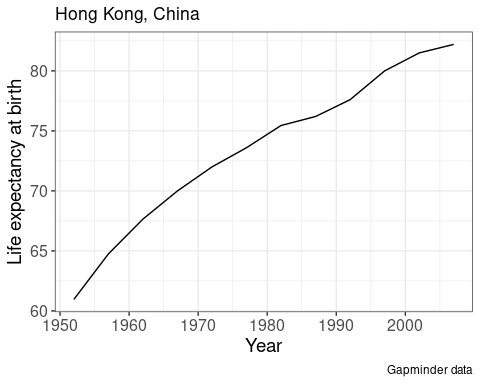 Hong Kong, China
Life expectancy at birth
80
75
70
65
60
1950 1960 1970 1980 1990 2000
Year
Gapminder data